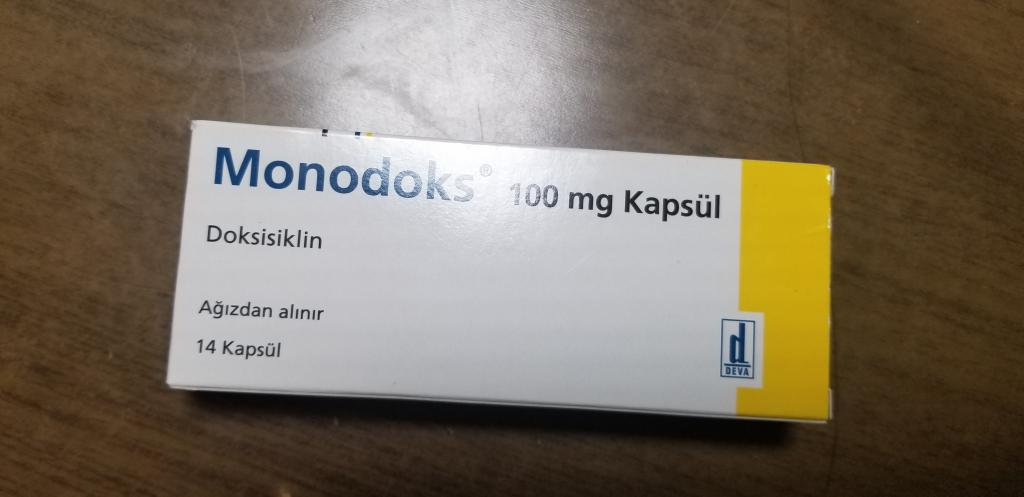 Monodoks® 100 mg Kapsül
Doksisiklin
Ağızdan alınır
14 Kapsül
d
DEVA